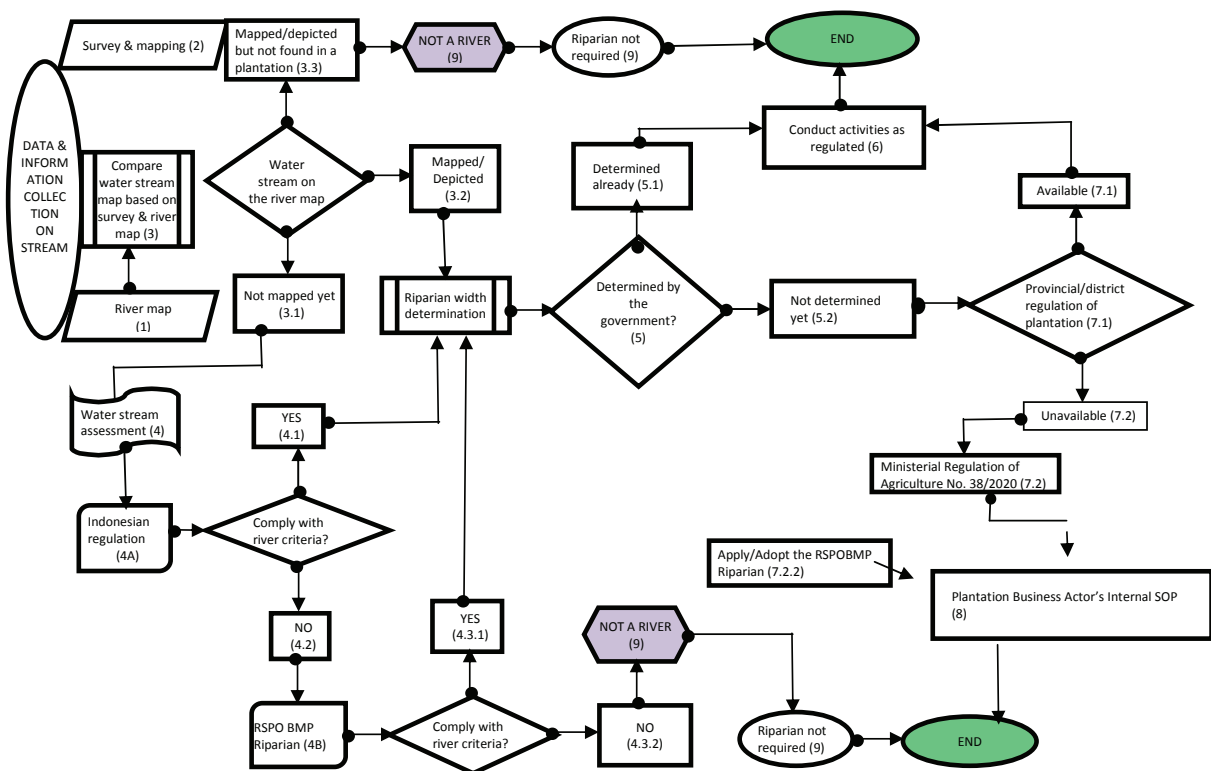 Survey & mapping (2)
Mapped/depicted
but not found in a
plantation (3.3)
NOT A RIVER
(9)
Riparian not
required (9)
END
DATA &
INFORM
ATION
COLLEC
TION
ON
STREAM
Compare
water stream
map based on
survey & river
map (3)
River map
(1)
Water
stream on
the river map
Mapped/
Depicted
(3.2)
Not mapped yet
(3.1)
Riparian width
determination
Determined
already (5.1)
Determined by
the
government?
(5)
Conduct activities as
regulated (6)
Not determined
yet (5.2)
Available (7.1)
Provincial/district
regulation of
plantation (7.1)
Unavailable (7.2)
Ministerial Regulation of
Agriculture No. 38/2020 (7.2)
Water stream
assessment (4)
YES
(4.1)
Indonesian
regulation
(4A)
Comply with
river criteria?
NO
(4.2)
RSPO BMP
Riparian (4B)
YES
(4.3.1)
Comply with
river criteria?
NOT A RIVER
(9)
NO
(4.3.2)
Apply/Adopt the RSPOBMP
Riparian (7.2.2)
Plantation Business Actor's Internal SOP
(8)
Riparian not
required (9)
END